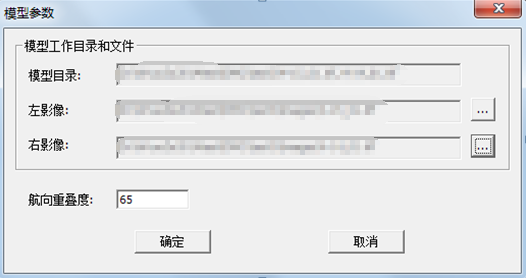 模型参数
模型工作目录和文件
模型目录:
左影像:
...
右影像:
...
航向重叠度: 65
确定 取消